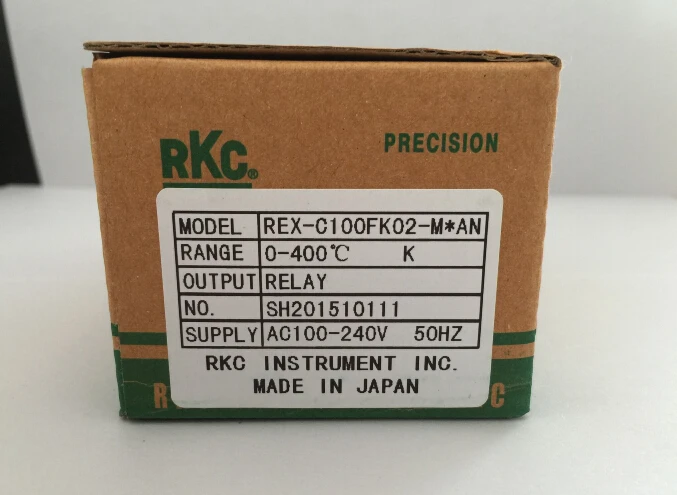 RKC®
PRECISION
MODEL REX-C100FK02-M*AN
RANGE 0-400℃ K
OUTPUT RELAY
NO. SH201510111
SUPPLY AC100-240V 50HZ
RKC INSTRUMENT INC.
MADE IN JAPAN
R C